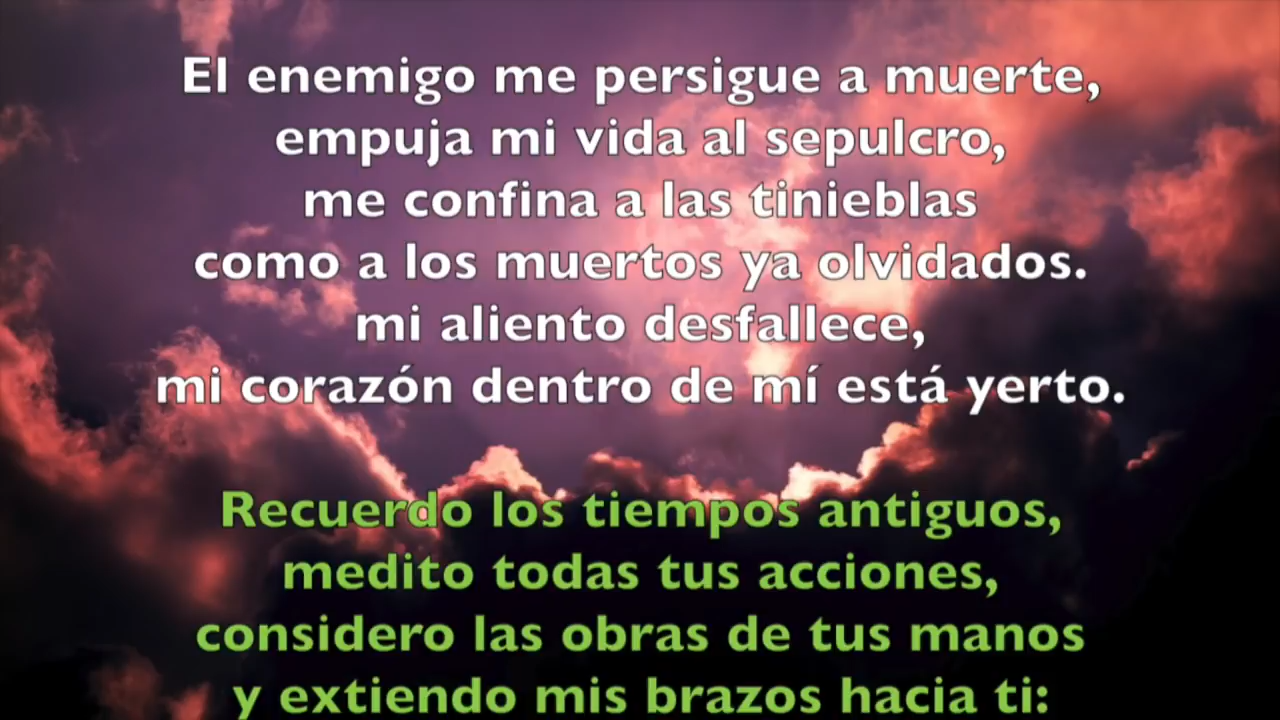 El enemigo me persigue a muerte,
empuja mi vida al sepulcro,
me confina a las tinieblas
como a los muertos ya olvidados.
mi aliento desfallece,
mi corazón dentro de mí está yerto.
Recuerdo los tiempos antiguos,
medito todas tus acciones,
considero las obras de tus manos
y extiendo mis brazos hacia ti: